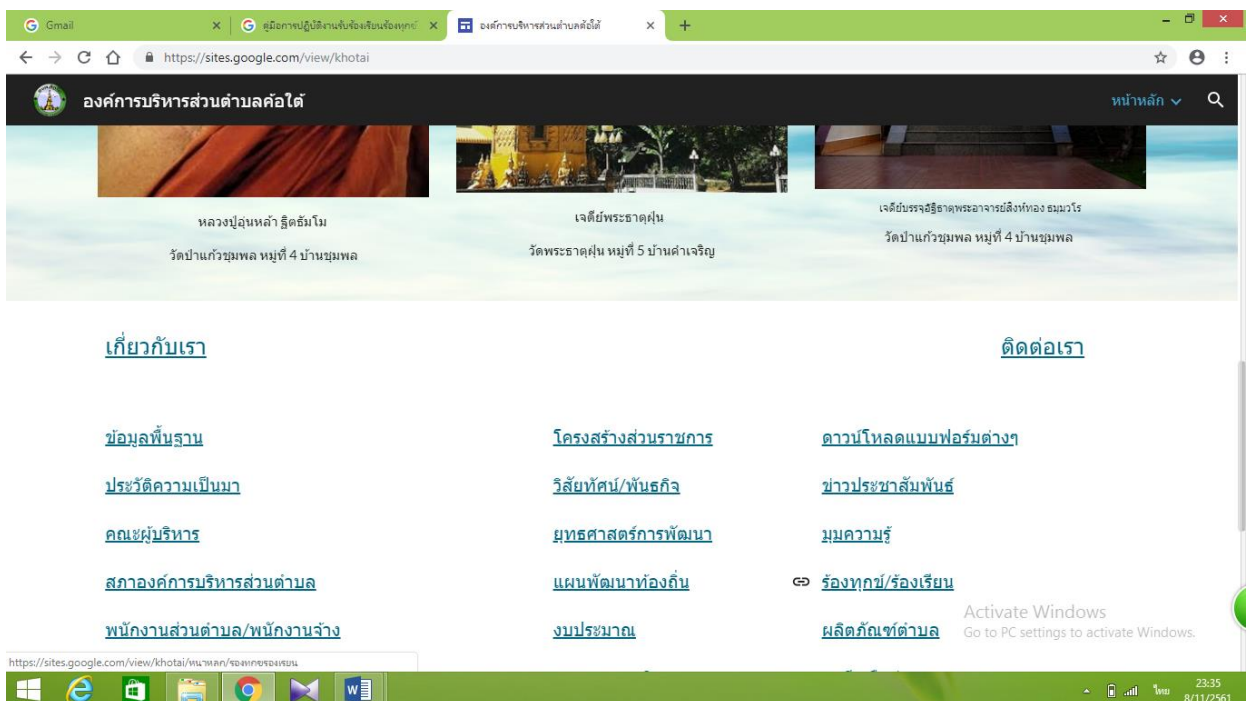 Gmail
คู่มือการปฏิบัติงานรับร้องเรียนร้องทุกข์
องค์การบริหารส่วนตำบลค้อใต้
https://sites.google.com/view/khotai
องค์การบริหารส่วนตำบลค้อใต้
หน้าหลัก
หลวงปู่อุ่นหล้า ฐิตธัมโม
วัดป่าแก้วชุมพล หมู่ที่ 4 บ้านชุมพล
เจดีย์พระธาตุฝุ่น
วัดพระธาตุฝุ่น หมู่ที่ 5 บ้านคำเจริญ
เจดีย์บรรจุอัฐิธาตุพระอาจารย์สิงห์ทอง ธมฺมวโร
วัดป่าแก้วชุมพล หมู่ที่ 4 บ้านชุมพล
เกี่ยวกับเรา
ติดต่อเรา
ข้อมูลพื้นฐาน
โครงสร้างส่วนราชการ
ดาวน์โหลดแบบฟอร์มต่างๆ
ประวัติความเป็นมา
วิสัยทัศน์/พันธกิจ
ข่าวประชาสัมพันธ์
คณะผู้บริหาร
ยุทธศาสตร์การพัฒนา
มุมความรู้
สภาองค์การบริหารส่วนตำบล
แผนพัฒนาท้องถิ่น
ร้องทุกข์/ร้องเรียน
พนักงานส่วนตำบล/พนักงานจ้าง
งบประมาณ
ผลิตภัณฑ์ตำบล
Activate Windows
Go to PC settings to activate Windows.
https://sites.google.com/view/khotai/หน้าหลัก/ร้องทุกข์ร้องเรียน
ไทย
23:35
8/11/2561